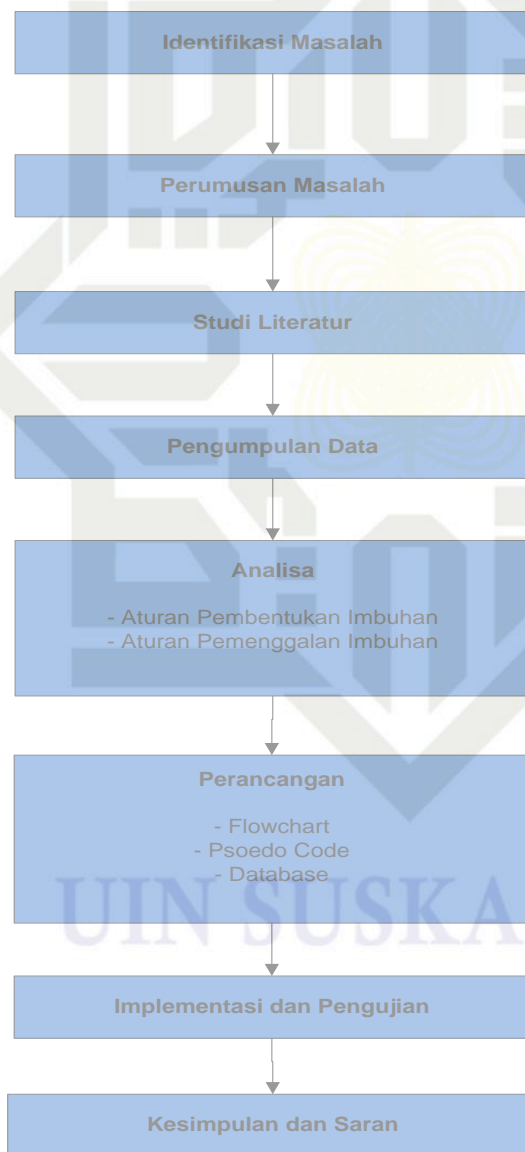 Identifikasi Masalah
Perumusan Masalah
Studi Literatur
Pengumpulan Data
Analisa
- Aturan Pembentukan Imbuhan
- Aturan Pemenggalan Imbuhan
Perancangan
- Flowchart
- Psoedo Code
- Database
UIN SUSKA
Implementasi dan Pengujian
Kesimpulan dan Saran